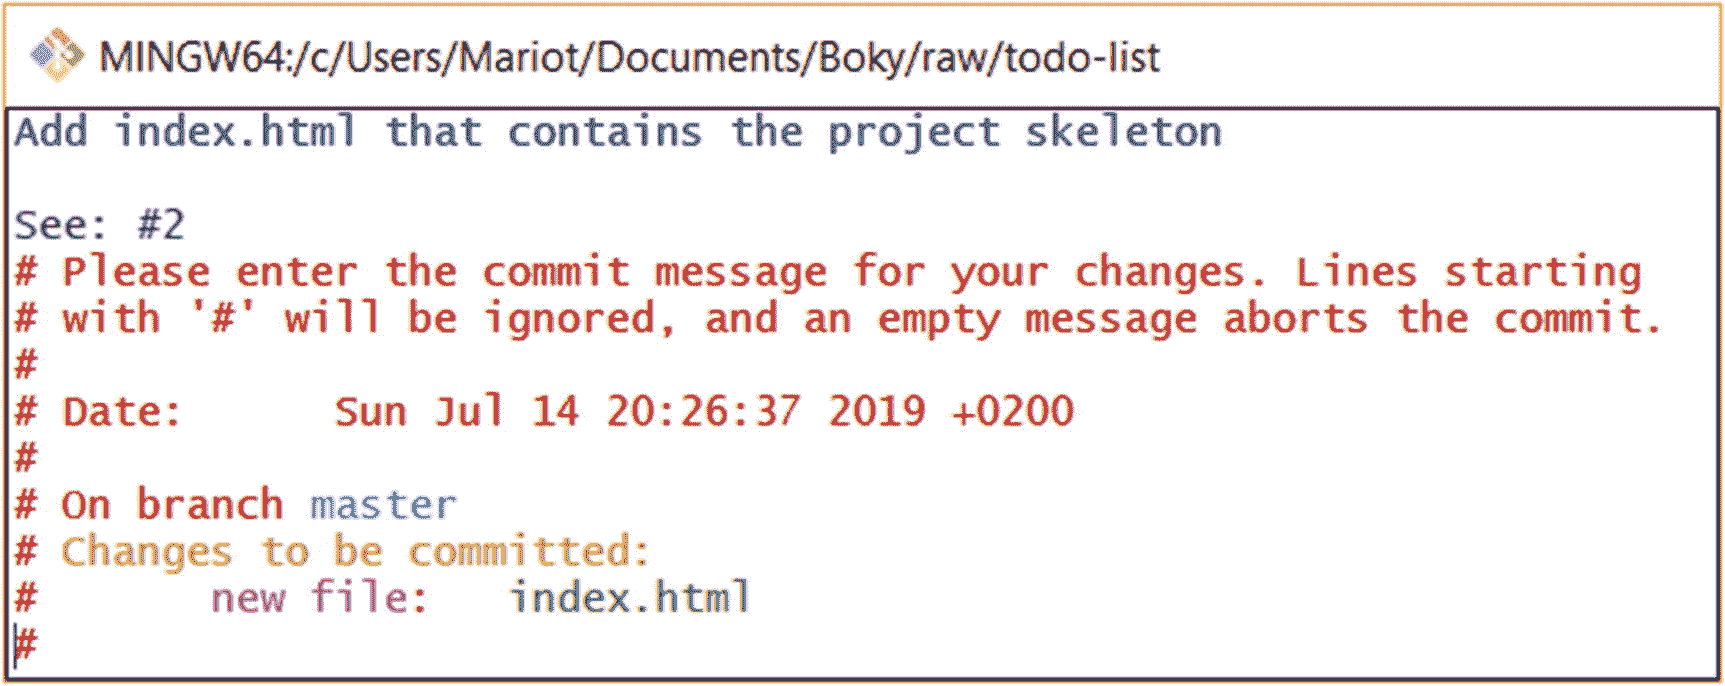 MINGW64:/c/Users/Mariot/Documents/Boky/raw/todo-list
Add index.html that contains the project skeleton
See: #2
# Please enter the commit message for your changes. Lines starting
# with '#' will be ignored, and an empty message aborts the commit.
#
# Date:      Sun Jul 14 20:26:37 2019 +0200
#
# On branch master
# Changes to be committed:
#       new file:   index.html
#